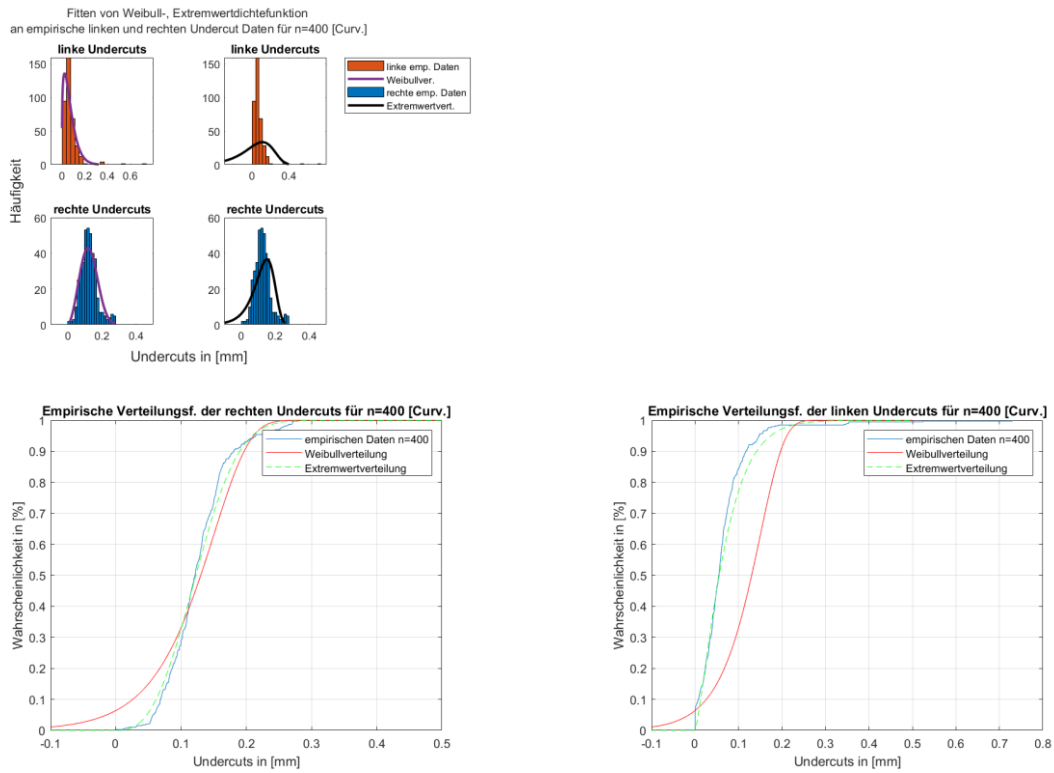 Fitten von Weibull-, Extremwertdichtefunktion
an empirische linken und rechten Undercut Daten für n=400 [Curv.]
linke Undercuts
150
100
50
0
0 0.2 0.4 0.6
linke Undercuts
150
100
50
0
0 0.4
linke emp. Daten
Weibullver.
rechte emp. Daten
Extremwertvert.
Häufigkeit
rechte Undercuts
60
40
20
0
0 0.2 0.4
rechte Undercuts
60
40
20
0
0 0.2 0.4
Undercuts in [mm]
Empirische Verteilungsf. der rechten Undercuts für n=400 [Curv.]
Wahrscheinlichkeit in [%]
1
0.9
0.8
0.7
0.6
0.5
0.4
0.3
0.2
0.1
0
-0.1 0 0.1 0.2 0.3 0.4 0.5
Undercuts in [mm]
empirischen Daten n=400
Weibullverteilung
Extremwertverteilung
Empirische Verteilungsf. der linken Undercuts für n=400 [Curv.]
Wahrscheinlichkeit in [%]
1
0.9
0.8
0.7
0.6
0.5
0.4
0.3
0.2
0.1
0
-0.1 0 0.1 0.2 0.3 0.4 0.5 0.6 0.7 0.8
Undercuts in [mm]
empirischen Daten n=400
Weibullverteilung
Extremwertverteilung